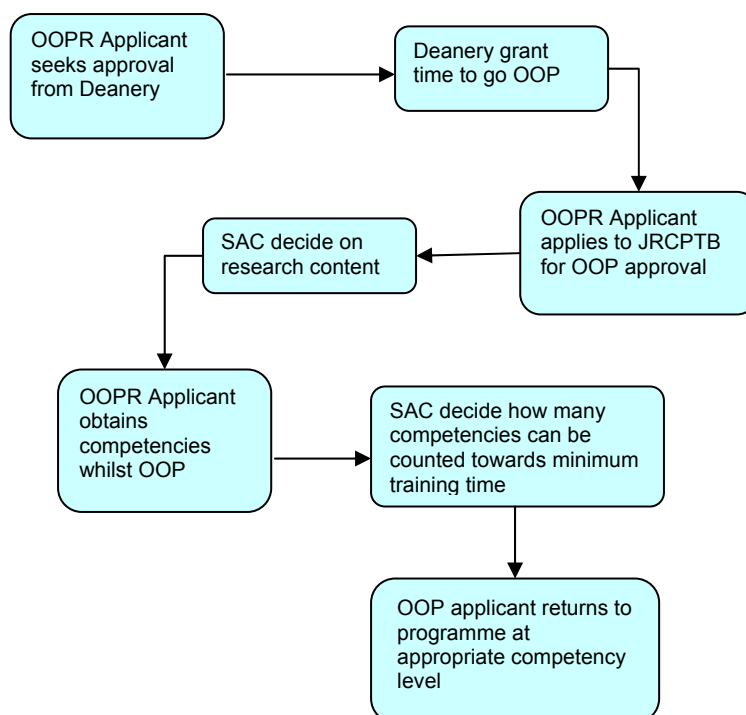 OOPR Applicant
seeks approval
from Deanery
Deanery grant
time to go OOP
OOPR Applicant
applies to JRCPTB
for OOP approval
SAC decide on
research content
OOPR Applicant
obtains
competencies
whilst OOP
SAC decide how many
competencies can be
counted towards minimum
training time
OOP applicant returns to
programme at
appropriate competency
level